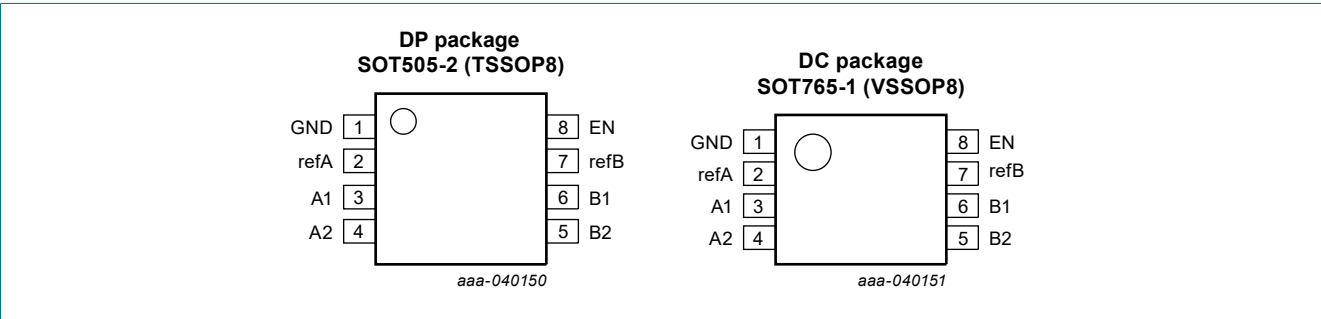 DP package
SOT505-2 (TSSOP8)
GND 1 8 EN
refA 2 7 refB
A1 3 6 B1
A2 4 5 B2
aaa-040150
DC package
SOT765-1 (VSSOP8)
GND 1 8 EN
refA 2 7 refB
A1 3 6 B1
A2 4 5 B2
aaa-040151